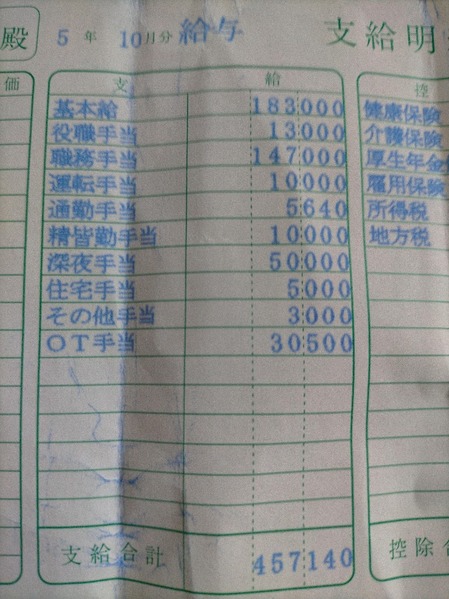 殿 5年 10月分 給与 支給明
価 支 給 控
基本給 183000 健康保険
役職手当 13000 介護保険
職務手当 147000 厚生年金
運転手当 10000 雇用保険
通勤手当 5640 所得税
精皆勤手当 10000 地方税
深夜手当 50000
住宅手当 5000
その他手当 3000
OT手当 30500
支給合計 457140 控除合